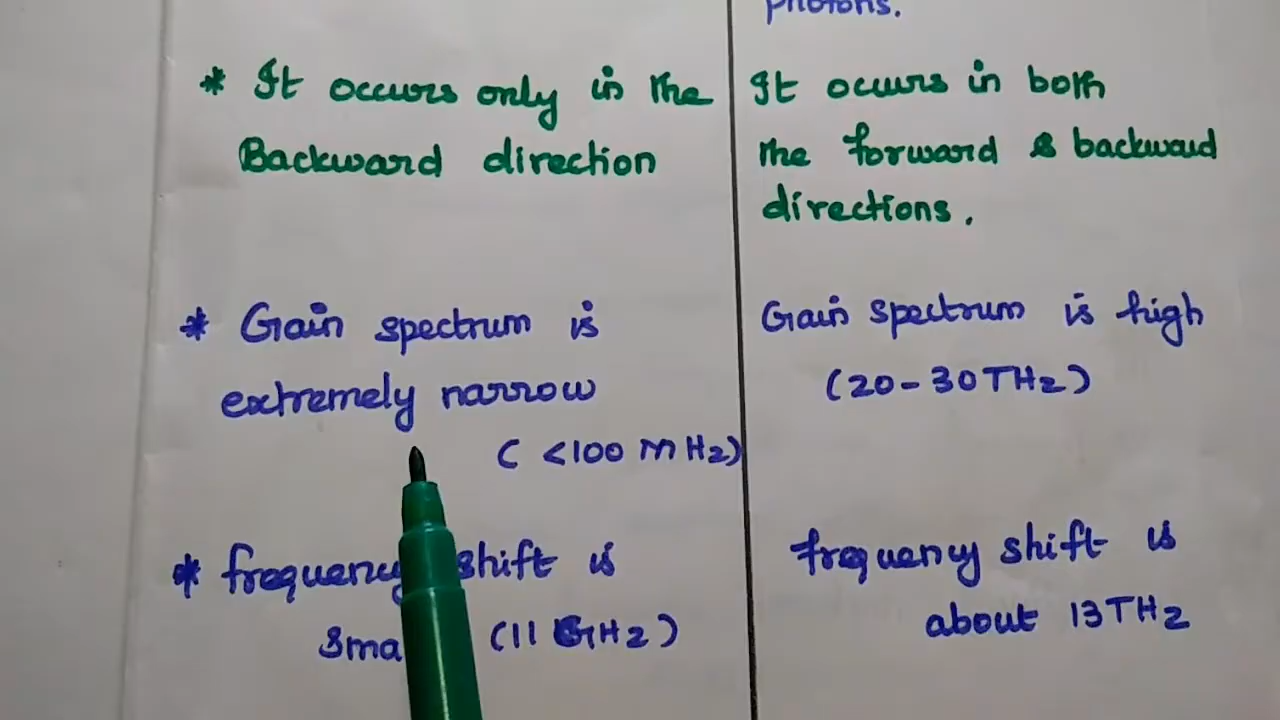 photons.
* It occurs only in the
Backward direction
It occurs in both
the forward & backward
directions.
* Gain spectrum is
extremely narrow
( <100 MHz)
Gain spectrum is high
(20-30THz)
* frequency shift is
(11 GHz)
frequency shift is
about 13THz